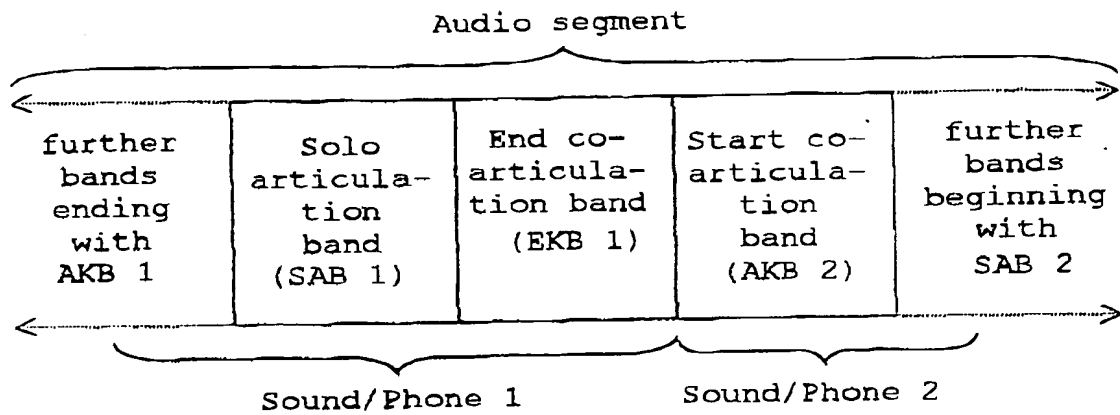 Audio segment
further
bands
ending
with
AKB 1
Solo
articula-
tion
band
(SAB 1)
End co-
articula-
tion band
(EKB 1)
Start co-
articula-
tion
band
(AKB 2)
further
bands
beginning
with
SAB 2
Sound/Phone 1
Sound/Phone 2